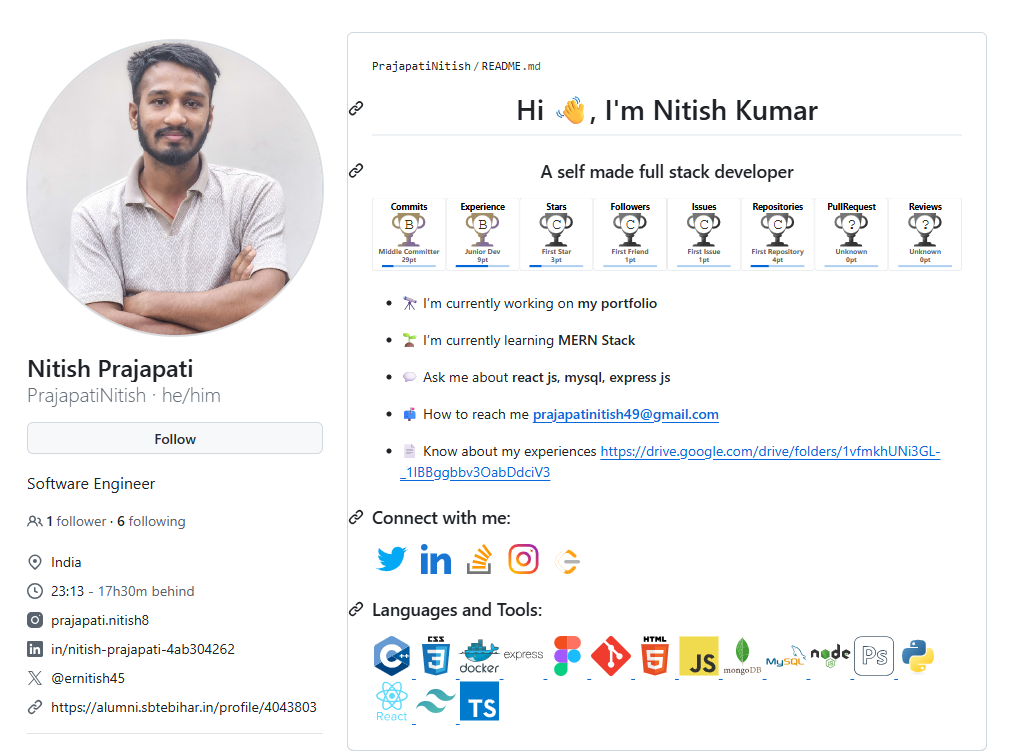 Nitish Prajapati
PrajapatiNitish · he/him
Follow
Software Engineer
1 follower · 6 following
India
23:13 - 17h30m behind
prajapati.nitish8
in/nitish-prajapati-4ab304262
@ernitish45
https://alumni.sbtebihar.in/profile/4043803
PrajapatiNitish / README.md
Hi 👋, I'm Nitish Kumar
A self made full stack developer
Commits Experience Stars Followers Issues Repositories PullRequest Reviews
B B C C C C ? ?
Middle Committer Junior Dev First Star First Friend First Issue First Repository Unknown Unknown
29pt 9pt 3pt 1pt 1pt 4pt 0pt 0pt
• 🔭 I’m currently working on my portfolio
• 🌱 I’m currently learning MERN Stack
• 💬 Ask me about react js, mysql, express js
• 📫 How to reach me prajapatinitish49@gmail.com
• 📄 Know about my experiences https://drive.google.com/drive/folders/1vfmkhUNi3GL-
_1IBBggbbv3OabDdciV3
Connect with me:
in
Languages and Tools:
C++ CSS 3 docker express HTML 5 JS mongoDB MySQL node JS Ps
React TS